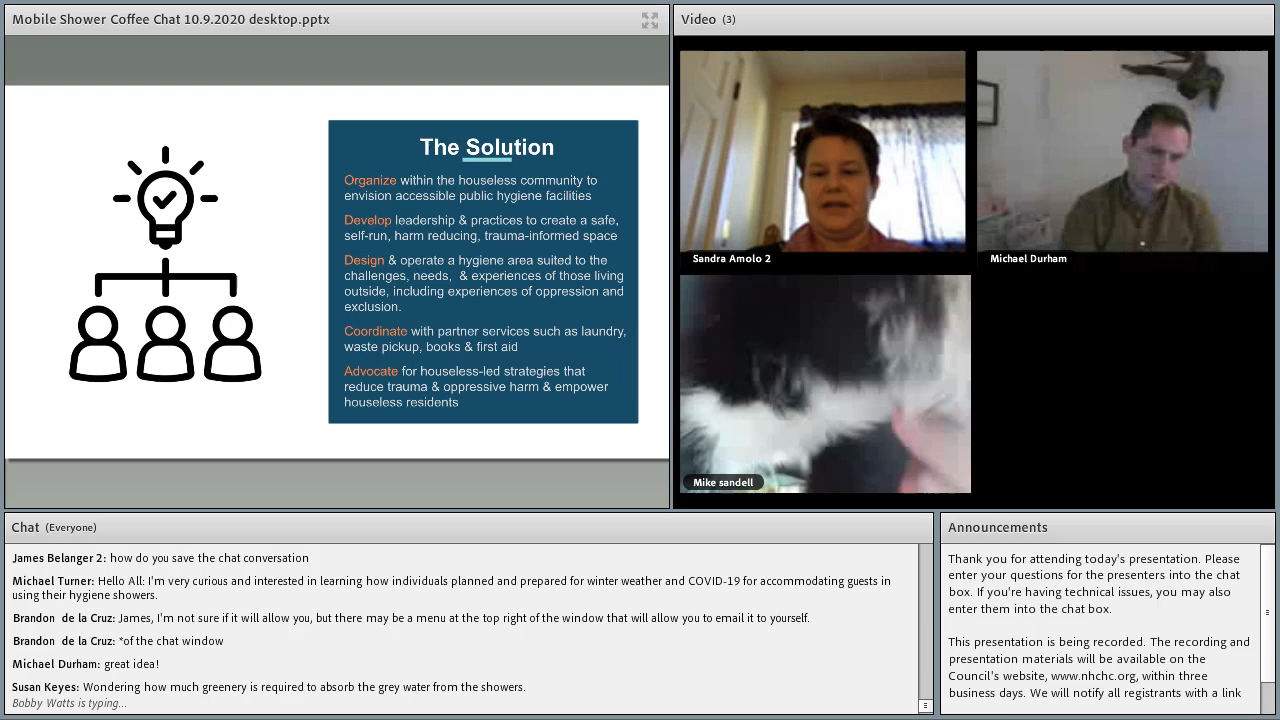 Mobile Shower Coffee Chat 10.9.2020 desktop.pptx
The Solution
Organize within the houseless community to
envision accessible public hygiene facilities
Develop leadership & practices to create a safe,
self-run, harm reducing, trauma-informed space
Design & operate a hygiene area suited to the
challenges, needs,  & experiences of those living
outside, including experiences of oppression and
exclusion.
Coordinate with partner services such as laundry,
waste pickup, books & first aid
Advocate for houseless-led strategies that
reduce trauma & oppressive harm & empower
houseless residents
Video (3)
Sandra Amolo 2
Michael Durham
Mike sandell
Chat (Everyone)
James Belanger 2: how do you save the chat conversation
Michael Turner: Hello All: I'm very curious and interested in learning how individuals planned and prepared for winter weather and COVID-19 for accommodating guests in
using their hygiene showers.
Brandon  de la Cruz: James, I'm not sure if it will allow you, but there may be a menu at the top right of the window that will allow you to email it to yourself.
Brandon  de la Cruz: *of the chat window
Michael Durham: great idea!
Susan Keyes: Wondering how much greenery is required to absorb the grey water from the showers.
Bobby Watts is typing...
Announcements
Thank you for attending today's presentation. Please
enter your questions for the presenters into the chat
box. If you're having technical issues, you may also
enter them into the chat box.
This presentation is being recorded. The recording and
presentation materials will be available on the
Council's website, www.nhchc.org, within three
business days. We will notify all registrants with a link